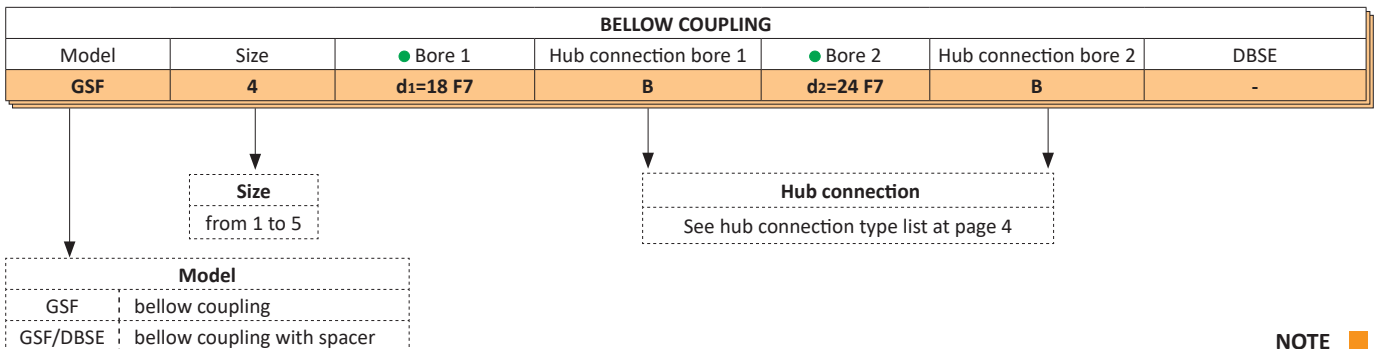 BELLOW COUPLING
Model Size ● Bore 1 Hub connection bore 1 ● Bore 2 Hub connection bore 2 DBSE
GSF 4 d1=18 F7 B d2=24 F7 B -
Size
from 1 to 5
Hub connection
See hub connection type list at page 4
Model
GSF bellow coupling
GSF/DBSE bellow coupling with spacer
NOTE